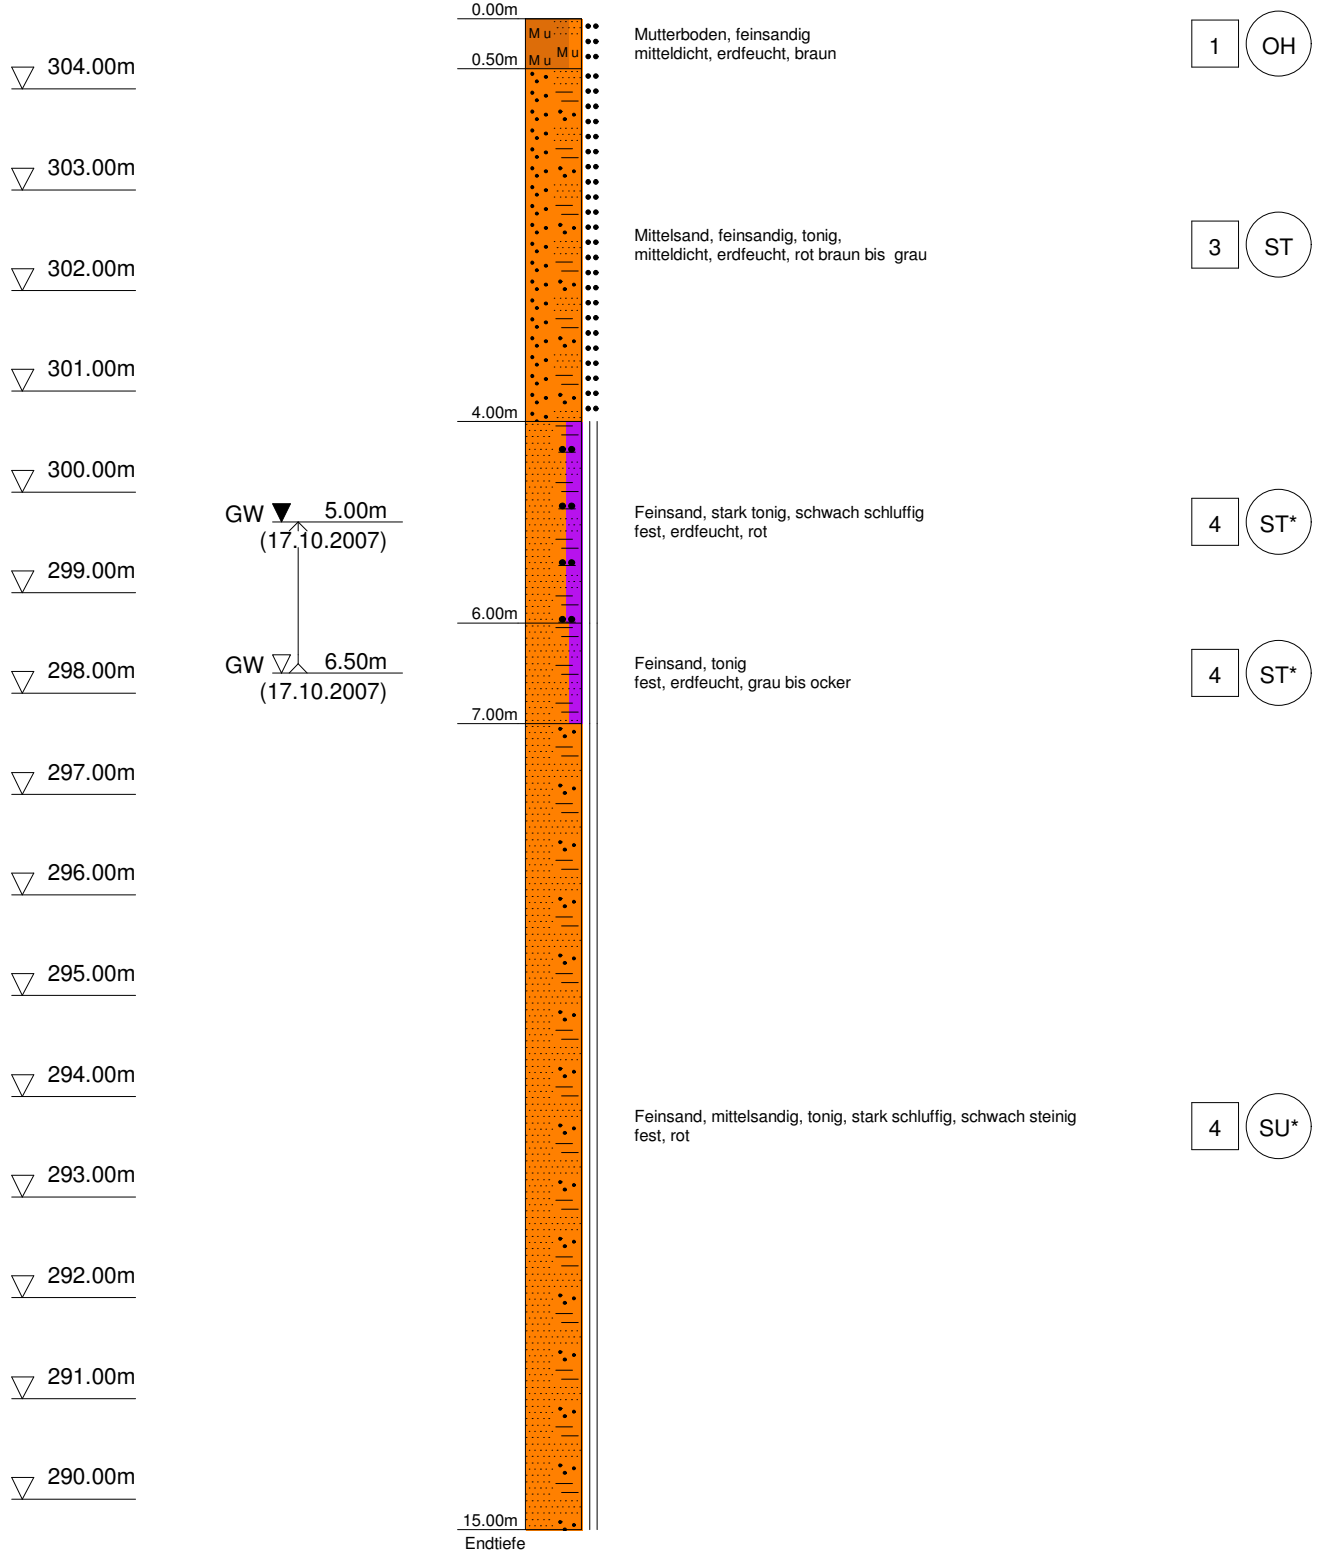 0.00m
Mu
Mu
Mu
0.50m
Mutterboden, feinsandig
mitteldicht, erdfeucht, braun
1 OH
304.00m
303.00m
Mittelsand, feinsandig, tonig,
mitteldicht, erdfeucht, rot braun bis grau
3 ST
302.00m
301.00m
4.00m
300.00m
GW 5.00m
(17.10.2007)
Feinsand, stark tonig, schwach schluffig
fest, erdfeucht, rot
4 ST*
299.00m
6.00m
298.00m
GW 6.50m
(17.10.2007)
Feinsand, tonig
fest, erdfeucht, grau bis ocker
4 ST*
7.00m
297.00m
296.00m
295.00m
294.00m
Feinsand, mittelsandig, tonig, stark schluffig, schwach steinig
fest, rot
4 SU*
293.00m
292.00m
291.00m
290.00m
15.00m
Endtiefe